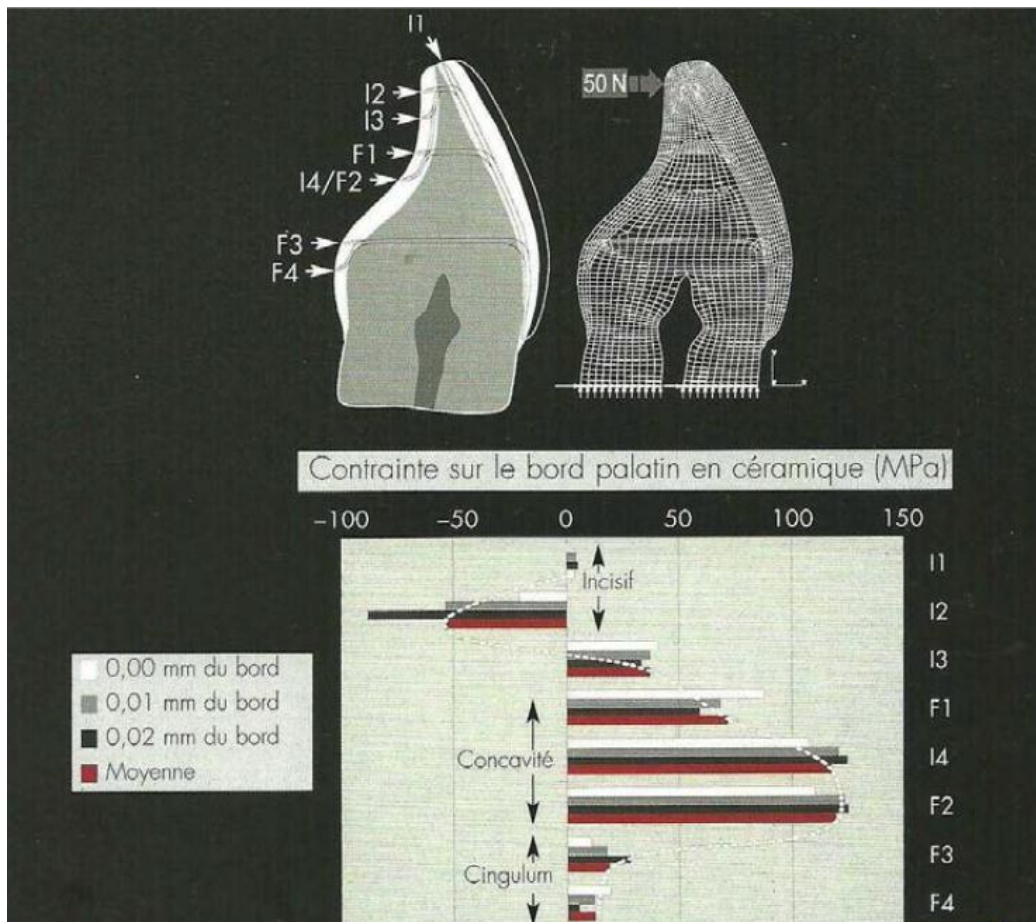 I1
I2
I3
F1
I4/F2
F3
F4
50 N
Contrainte sur le bord palatin en céramique (MPa)
–100 –50 0 50 100 150
Incisif
Concavité
Cingulum
I1
I2
I3
F1
I4
F2
F3
F4
0,00 mm du bord
0,01 mm du bord
0,02 mm du bord
Moyenne